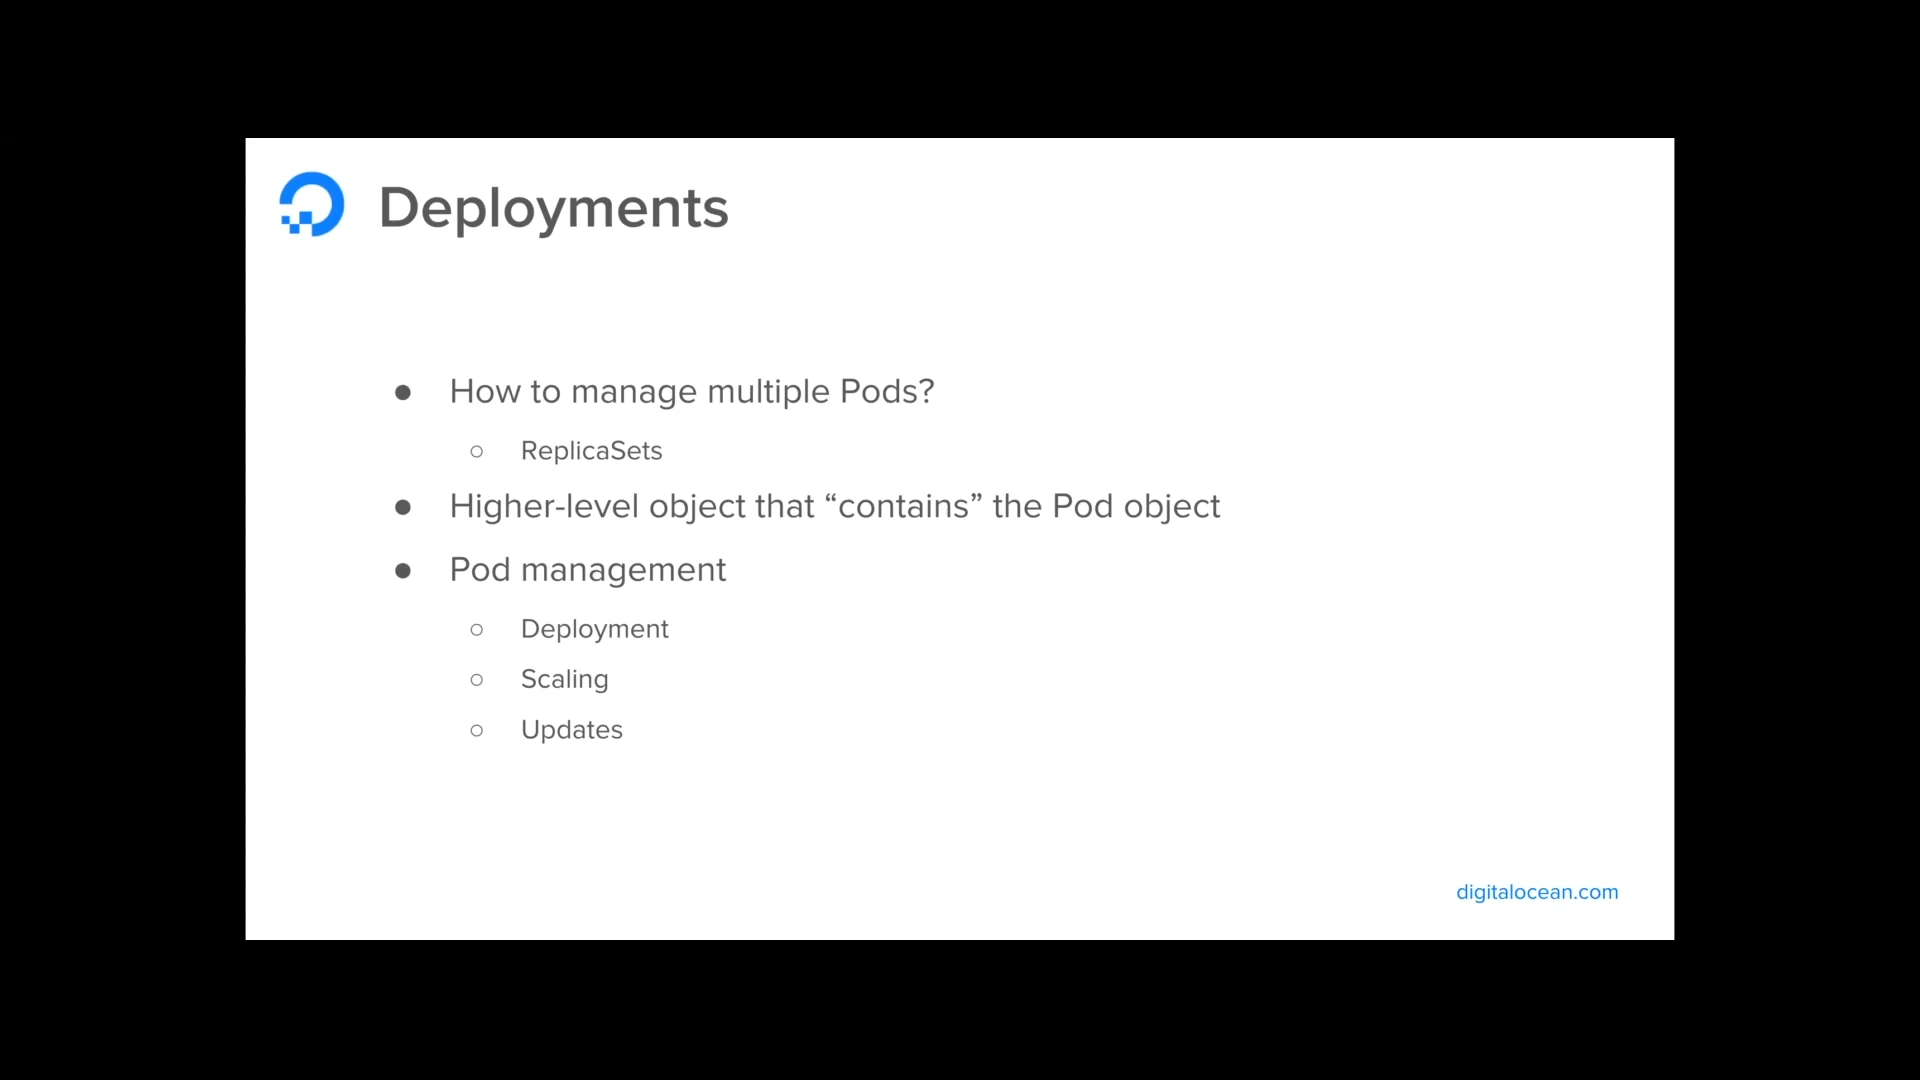 Deployments
● How to manage multiple Pods?
○ ReplicaSets
● Higher-level object that “contains” the Pod object
● Pod management
○ Deployment
○ Scaling
○ Updates
digitalocean.com